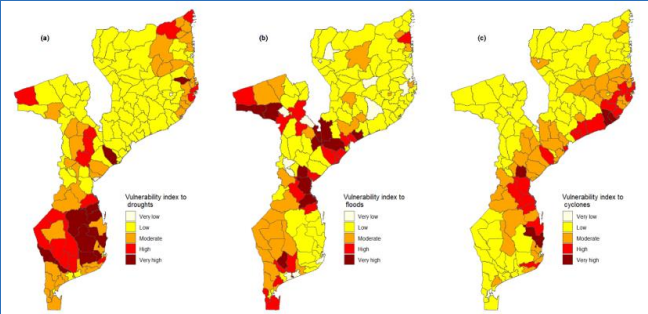 (a)
Vulnerability index to
droughts
Very low
Low
Moderate
High
Very high
(b)
Vulnerability index to
floods
Very low
Low
Moderate
High
Very high
(c)
Vulnerability index to
cyclones
Very low
Low
Moderate
High
Very high